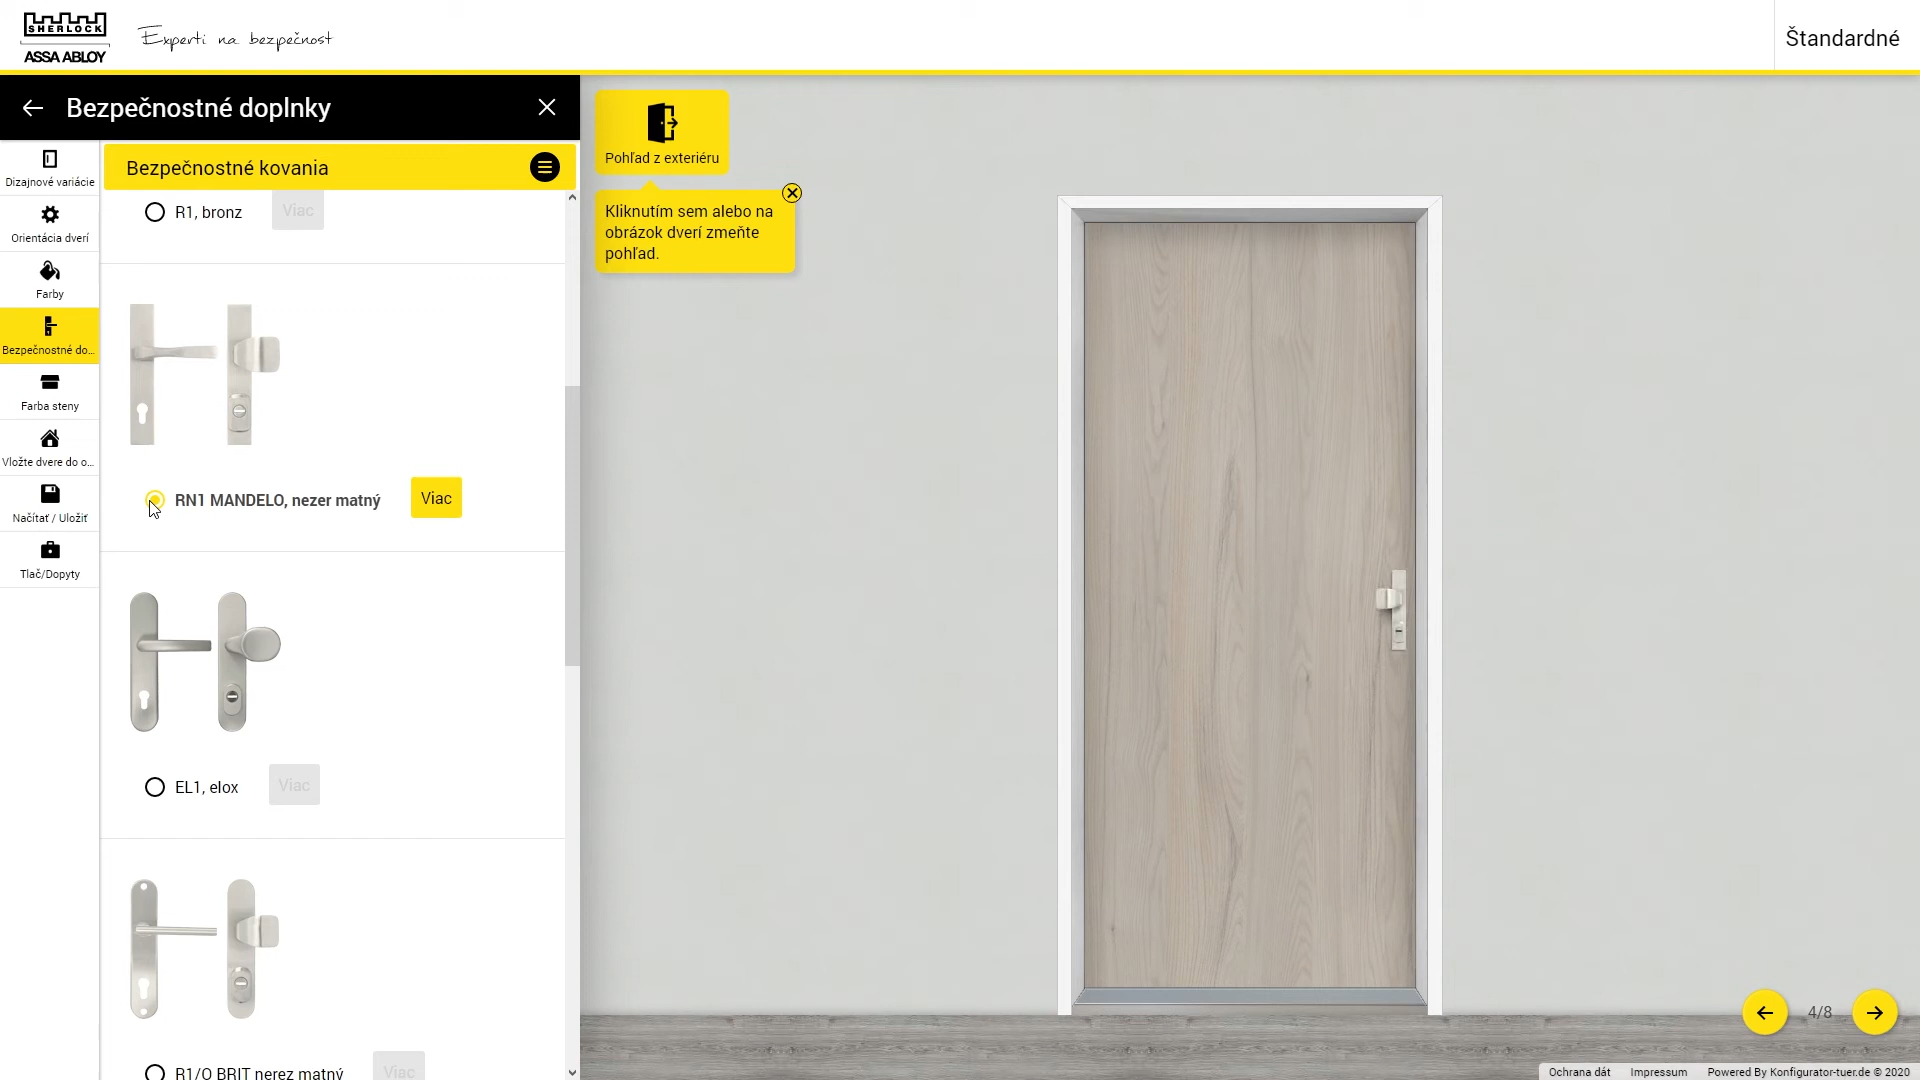 SHERLOCK
ASSA ABLOY
Experti na bezpečnosť
Štandardné
Bezpečnostné doplnky
Dizajnové variácie
Orientácia dverí
Farby
Bezpečnostné do...
Farba steny
Vložte dvere do o...
Načítať / Uložiť
Tlač/Dopyty
Bezpečnostné kovania
R1, bronz
Viac
RN1 MANDELO, nezer matný
Viac
EL1, elox
Viac
R1/O BRIT nerez matný
Viac
Pohľad z exteriéru
Kliknutím sem alebo na
obrázok dverí zmeňte
pohľad.
4/8
Ochrana dát
Impressum
Powered By Konfigurator-tuer.de © 2020